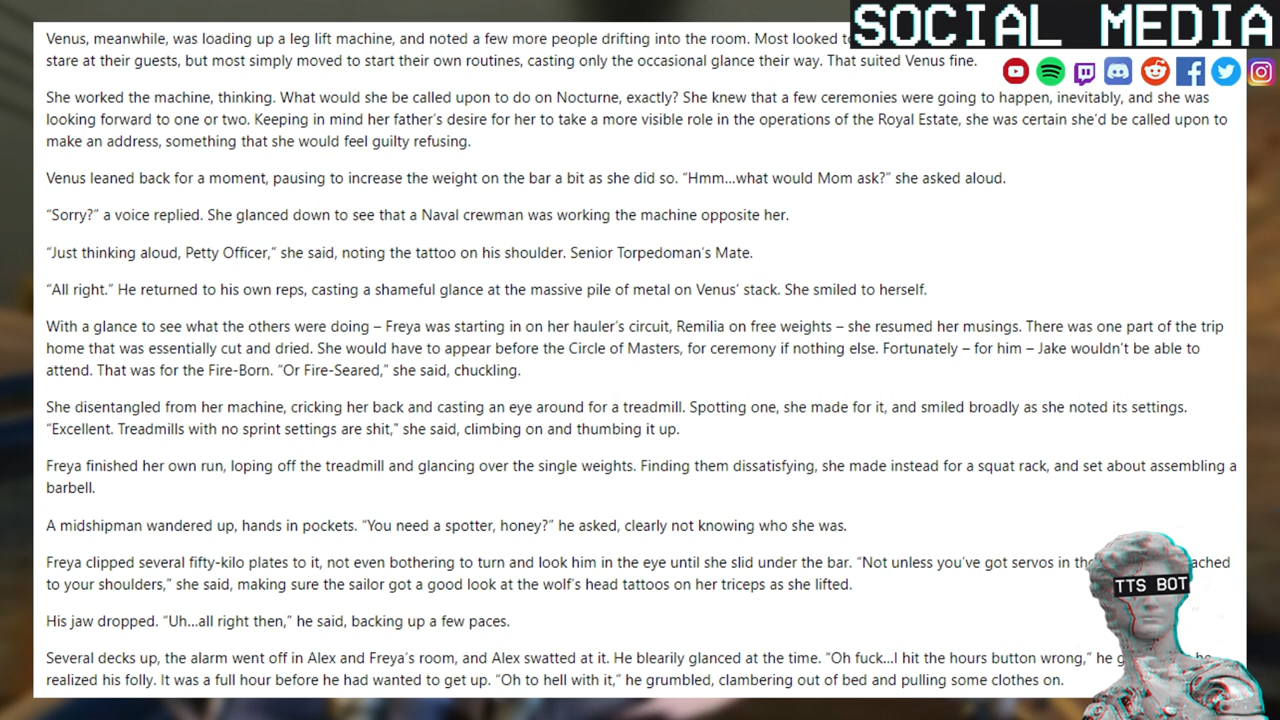 SOCIAL MEDIA
Venus, meanwhile, was loading up a leg lift machine, and noted a few more people drifting into the room. Most looked
stare at their guests, but most simply moved to start their own routines, casting only the occasional glance their way. That suited Venus fine.
She worked the machine, thinking. What would she be called upon to do on Nocturne, exactly? She knew that a few ceremonies were going to happen, inevitably, and she was
looking forward to one or two. Keeping in mind her father’s desire for her to take a more visible role in the operations of the Royal Estate, she was certain she’d be called upon to
make an address, something that she would feel guilty refusing.
Venus leaned back for a moment, pausing to increase the weight on the bar a bit as she did so. “Hmm…what would Mom ask?” she asked aloud.
“Sorry?” a voice replied. She glanced down to see that a Naval crewman was working the machine opposite her.
“Just thinking aloud, Petty Officer,” she said, noting the tattoo on his shoulder. Senior Torpedoman’s Mate.
“All right.” He returned to his own reps, casting a shameful glance at the massive pile of metal on Venus’ stack. She smiled to herself.
With a glance to see what the others were doing – Freya was starting in on her hauler’s circuit, Remilia on free weights – she resumed her musings. There was one part of the trip
home that was essentially cut and dried. She would have to appear before the Circle of Masters, for ceremony if nothing else. Fortunately – for him – Jake wouldn’t be able to
attend. That was for the Fire-Born. “Or Fire-Seared,” she said, chuckling.
She disentangled from her machine, cricking her back and casting an eye around for a treadmill. Spotting one, she made for it, and smiled broadly as she noted its settings.
“Excellent. Treadmills with no sprint settings are shit,” she said, climbing on and thumbing it up.
Freya finished her own run, loping off the treadmill and glancing over the single weights. Finding them dissatisfying, she made instead for a squat rack, and set about assembling a
barbell.
A midshipman wandered up, hands in pockets. “You need a spotter, honey?” he asked, clearly not knowing who she was.
Freya clipped several fifty-kilo plates to it, not even bothering to turn and look him in the eye until she slid under the bar. “Not unless you’ve got servos in
to your shoulders,” she said, making sure the sailor got a good look at the wolf’s head tattoos on her triceps as she lifted.
His jaw dropped. “Uh…all right then,” he said, backing up a few paces.
Several decks up, the alarm went off in Alex and Freya’s room, and Alex swatted at it. He blearily glanced at the time. “Oh fuck…I hit the hours button wrong,” he
realized his folly. It was a full hour before he had wanted to get up. “Oh to hell with it,” he grumbled, clambering out of bed and pulling some clothes on.
TTS BOT